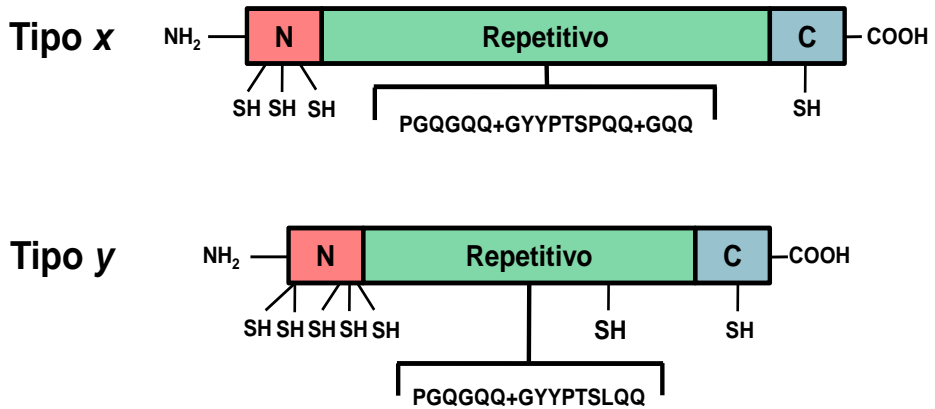 Tipo x NH2 N Repetitivo C COOH
SH SH SH SH
PGQGQQ+GYYPTSPQQ+GQQ
Tipo y NH2 N Repetitivo C COOH
SH SH SH SH SH SH SH
PGQGQQ+GYYPTSLQQ